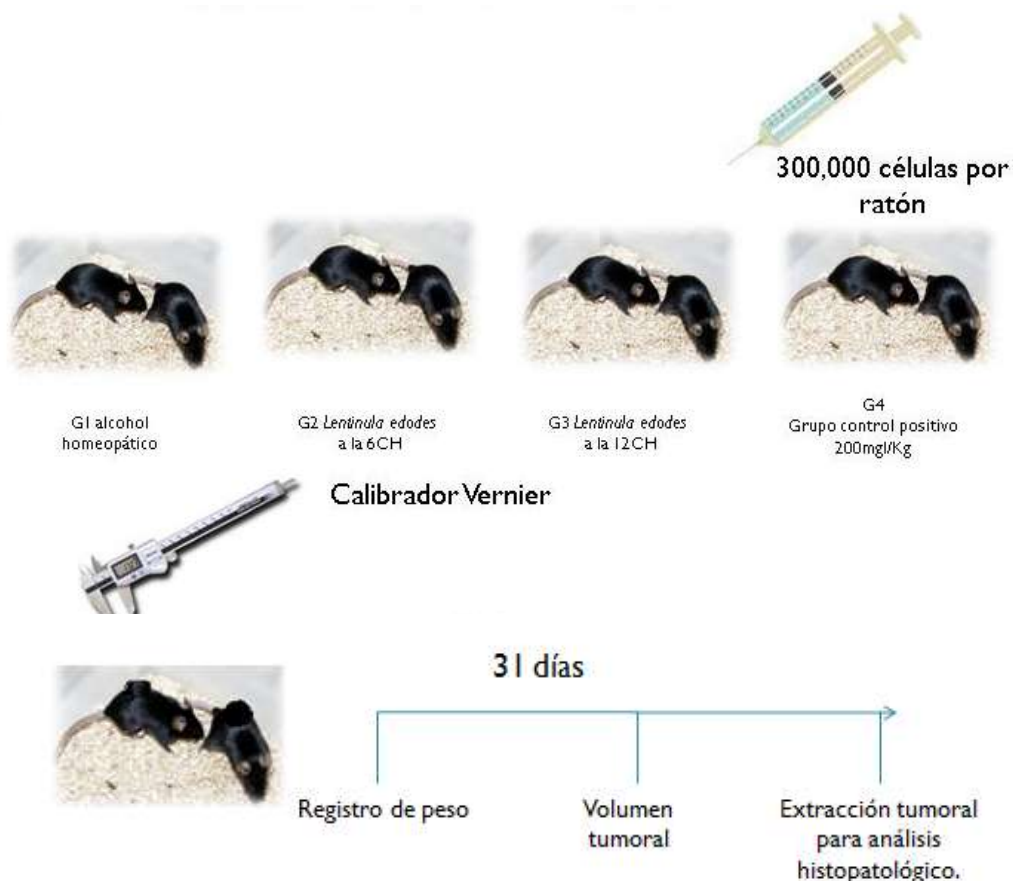 300,000 células por
ratón
G1 alcohol
homeopático
G2 Lentinula edodes
a la 6CH
G3 Lentinula edodes
a la 12CH
G4
Grupo control positivo
200mgl/Kg
Calibrador Vernier
31 días
Registro de peso
Volumen
tumoral
Extracción tumoral
para análisis
histopatológico.